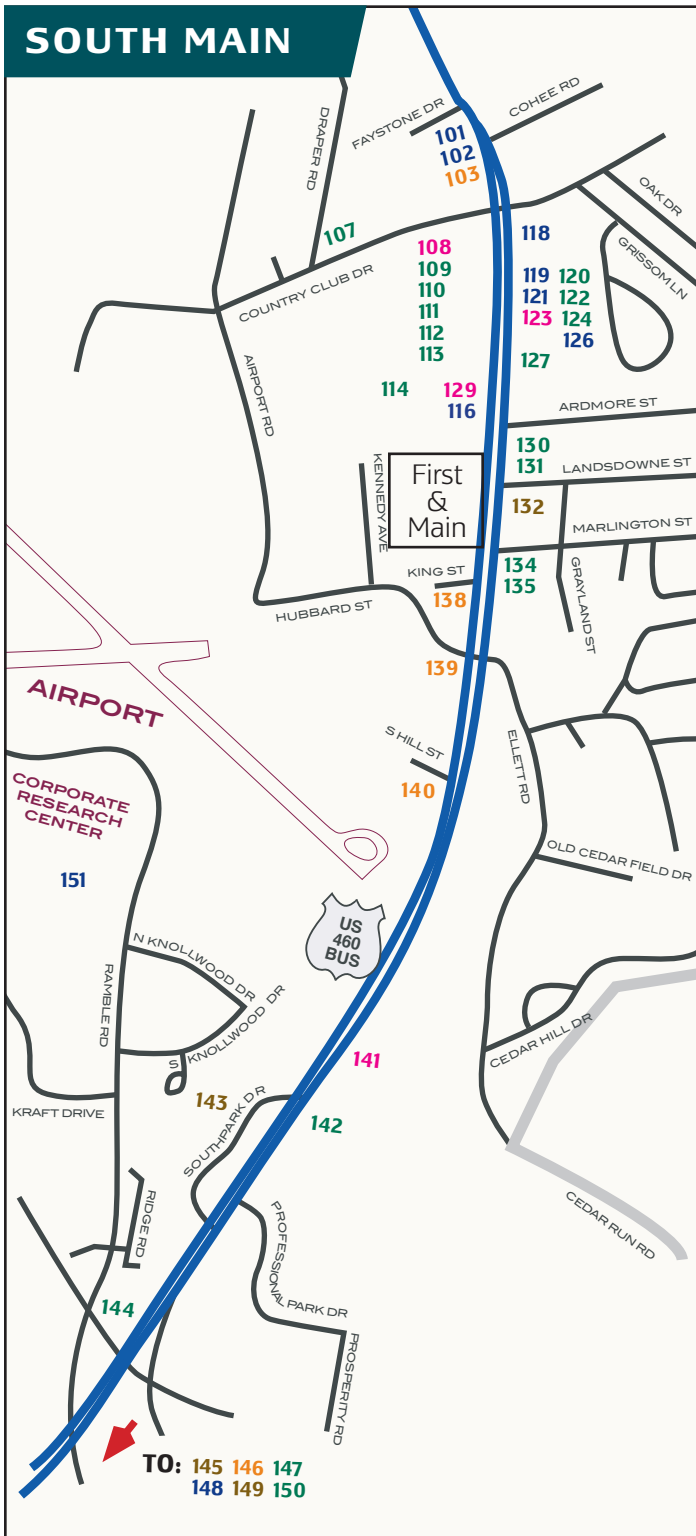 SOUTH MAIN
FAYSTONE DR
COHEE RD
DRAPER RD
101
102
103
OAK DR
GRISSOM LN
107
COUNTRY CLUB DR
108
109
110
111
112
113
118
119 120
121 122
123 124
126
127
AIRPORT RD
114
129
116
ARDMORE ST
130
131
LANDSDOWNE ST
KENNEDY AVE
First
&
Main
132
MARLINGTON ST
134
135
GRAYLAND ST
KING ST
138
HUBBARD ST
139
AIRPORT
S HILL ST
140
ELLETT RD
CORPORATE
RESEARCH
CENTER
151
OLD CEDAR FIELD DR
US
460
BUS
N KNOLLWOOD DR
S KNOLLWOOD DR
RAMBLE RD
CEDAR HILL DR
141
143
142
KRAFT DRIVE
SOUTHPARK DR
RIDGE RD
PROFESSIONAL PARK DR
CEDAR RUN RD
144
PROSPERITY RD
TO: 145 146 147
148 149 150